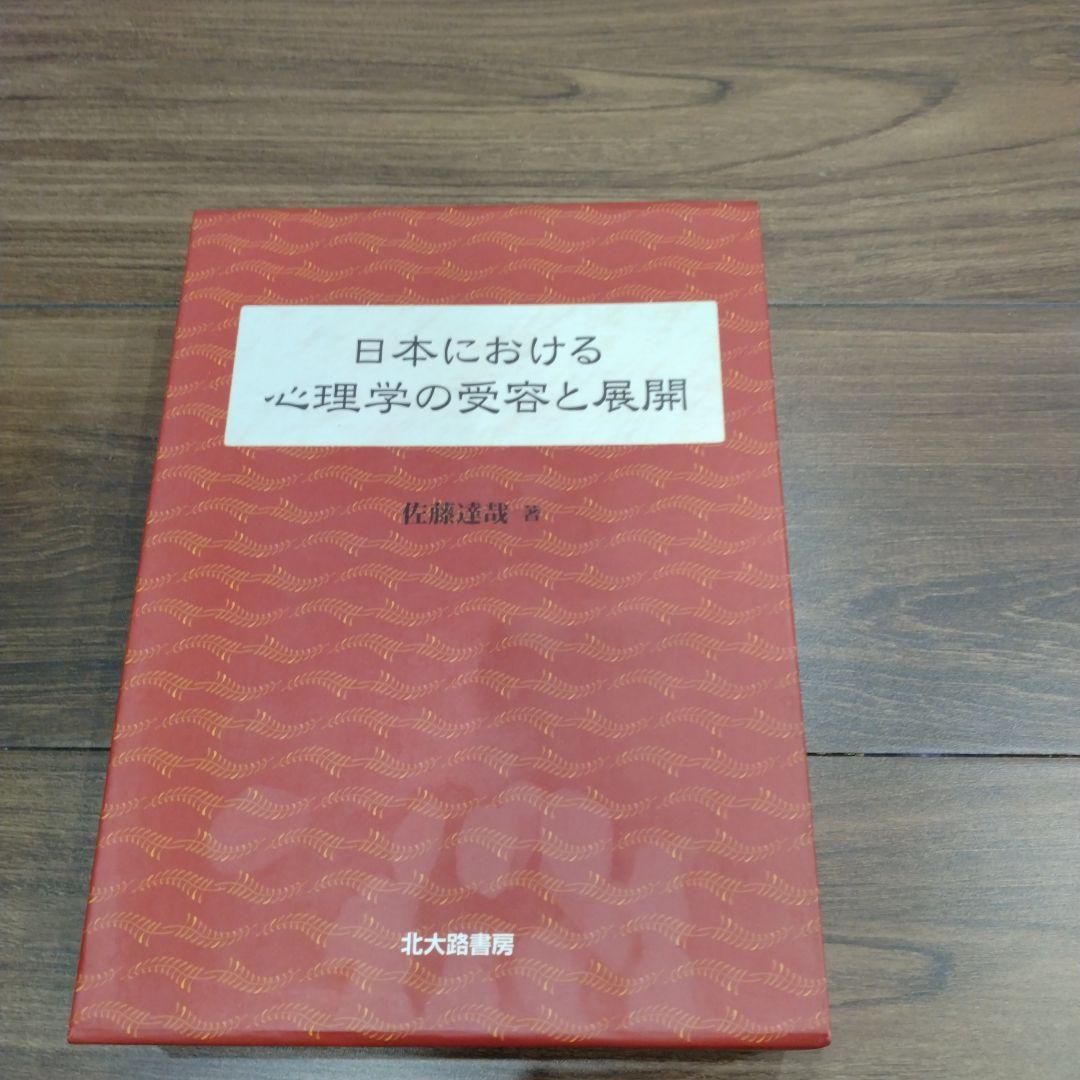 日本における
心理学の受容と展開
佐藤達哉 著
北大路書房